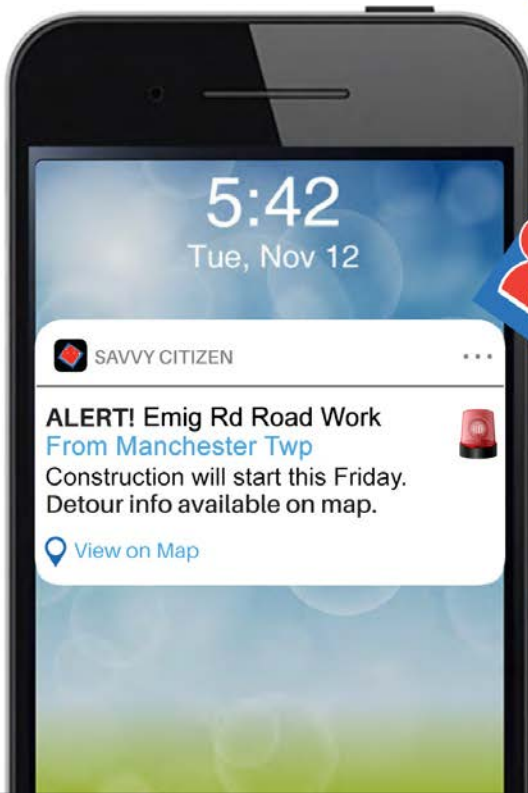 5:42
Tue, Nov 12
SAVVY CITIZEN
ALERT! Emig Rd Road Work
From Manchester Twp
Construction will start this Friday.
Detour info available on map.
View on Map